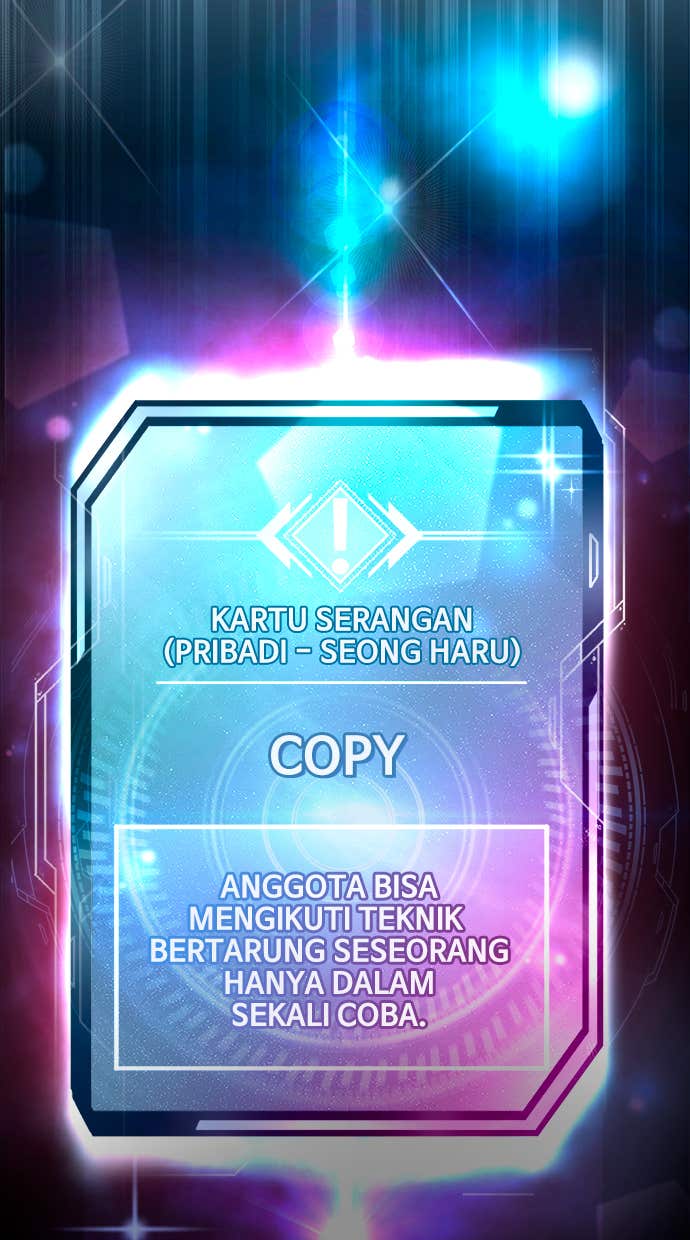 KARTU SERANGAN
(PRIBADI – SEONG HARU)
COPY
ANGGOTA BISA
MENGIKUTI TEKNIK
BERTARUNG SESEORANG
HANYA DALAM
SEKALI COBA.